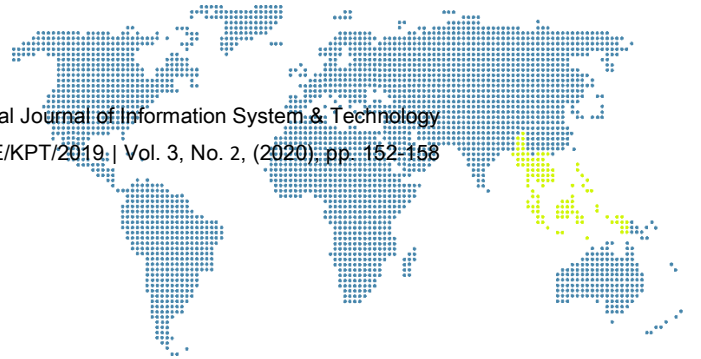 al Journal of Information System & Technology
E/KPT/2019 | Vol. 3, No. 2, (2020), pp. 152-158